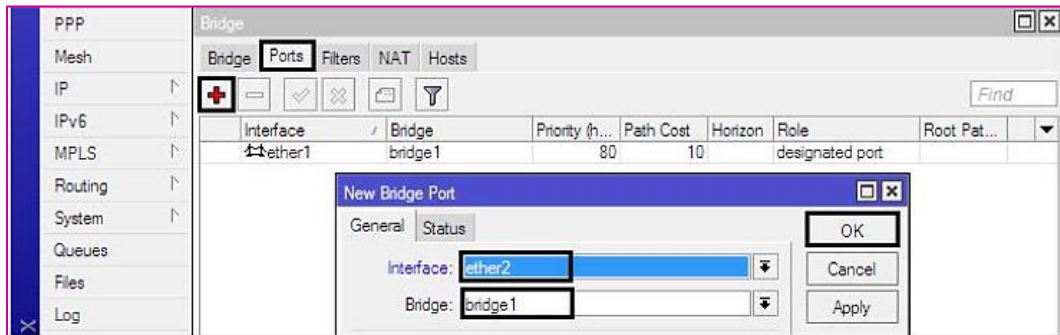 PPP
Mesh
IP
IPv6
MPLS
Routing
System
Queues
Files
Log
Bridge
Bridge Ports Filters NAT Hosts
Find
Interface / Bridge Priority (h... Path Cost Horizon Role Root Pat...
ether1 bridge1 80 10 designated port
New Bridge Port
General Status
OK
Interface: ether2
Cancel
Bridge: bridge1
Apply